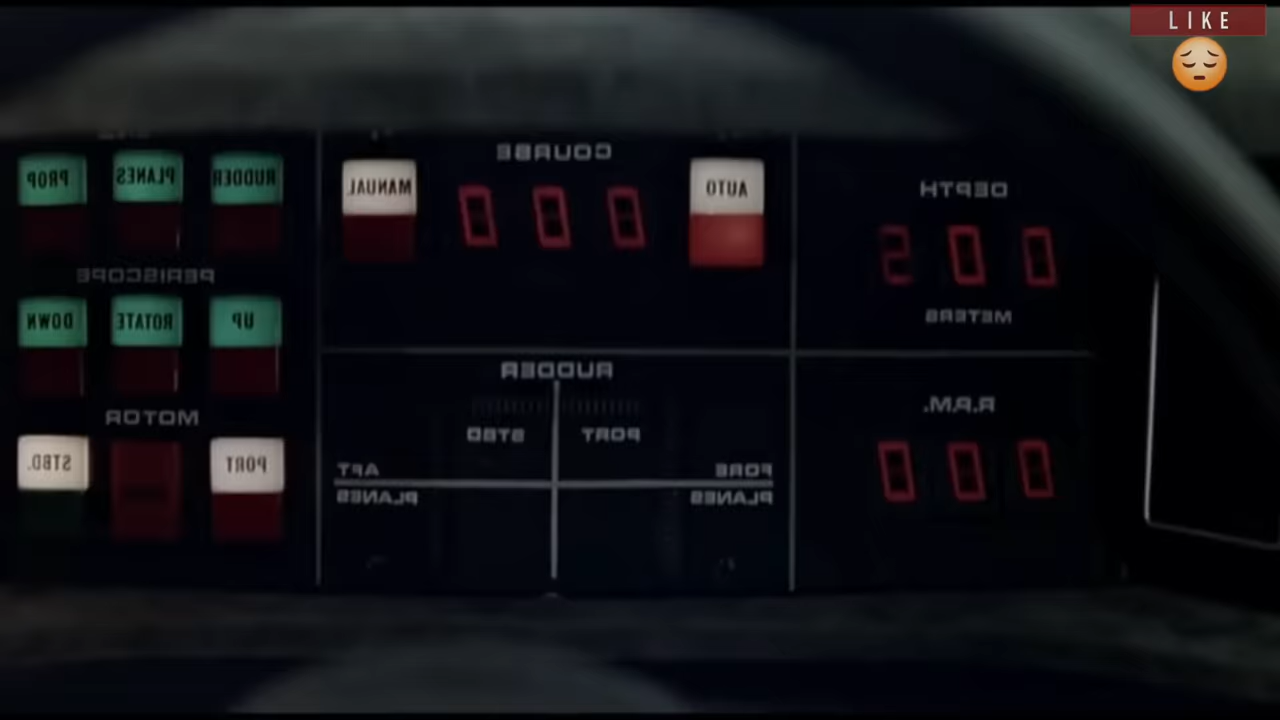 LIKE
DEPTH
002
METERS
R.P.M.
000
COURSE
AUTO 000 MANUAL
RUDDER
PORT STBD
FORE AFT
PLANES PLANES
RUDDER PLANES PROP
PERISCOPE
UP ROTATE DOWN
MOTOR
PORT STBD.